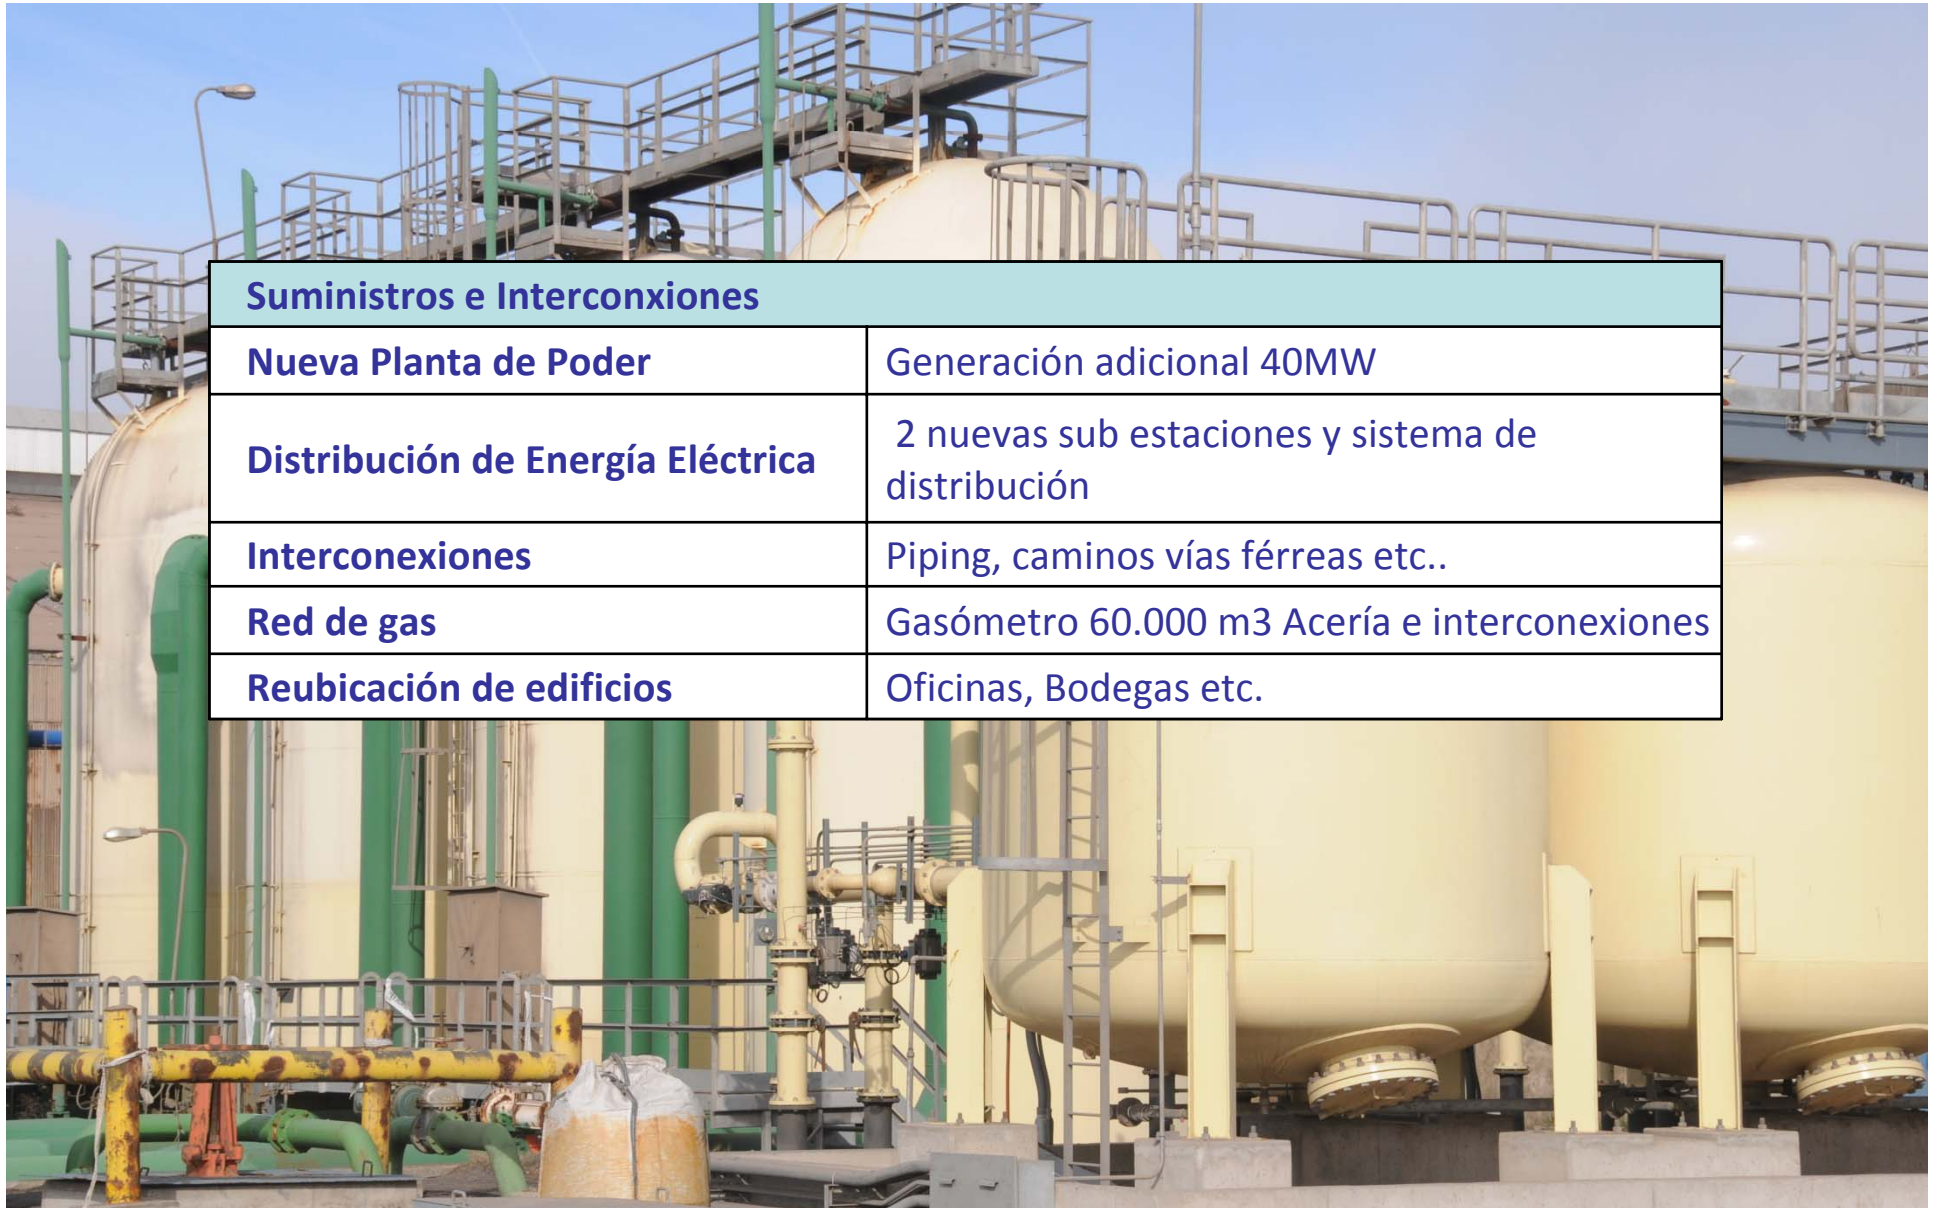 Suministros e Interconxiones
Nueva Planta de Poder
Generación adicional 40MW
Distribución de Energía Eléctrica
2 nuevas sub estaciones y sistema de
distribución
Interconexiones
Piping, caminos vías férreas etc..
Red de gas
Gasómetro 60.000 m3 Acería e interconexiones
Reubicación de edificios
Oficinas, Bodegas etc.